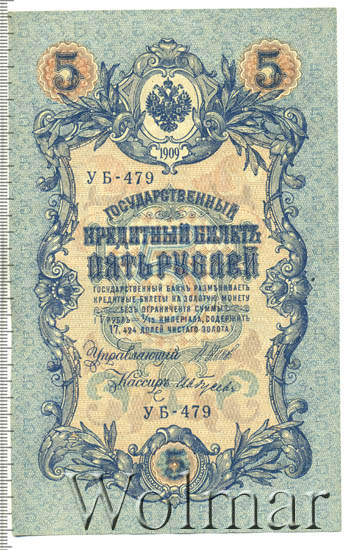 5 5
1909
УБ-479
ГОСУДАРСТВЕННЫЙ
КРЕДИТНЫЙ БИЛЕТЪ
ПЯТЬ РУБЛЕЙ
ГОСУДАРСТВЕННЫЙ БАНКЪ РАЗМѢНИВАЕТЪ
КРЕДИТНЫЕ БИЛЕТЫ НА ЗОЛОТУЮ МОНЕТУ
БЕЗЪ ОГРАНИЧЕНІЯ СУММЫ
(1 РУБЛЬ = 1/15 ИМПЕРІАЛА, СОДЕРЖИТЪ
17,424 ДОЛЕЙ ЧИСТАГО ЗОЛОТА)
Управляющій
Кассиръ
УБ-479
5
Wolmar